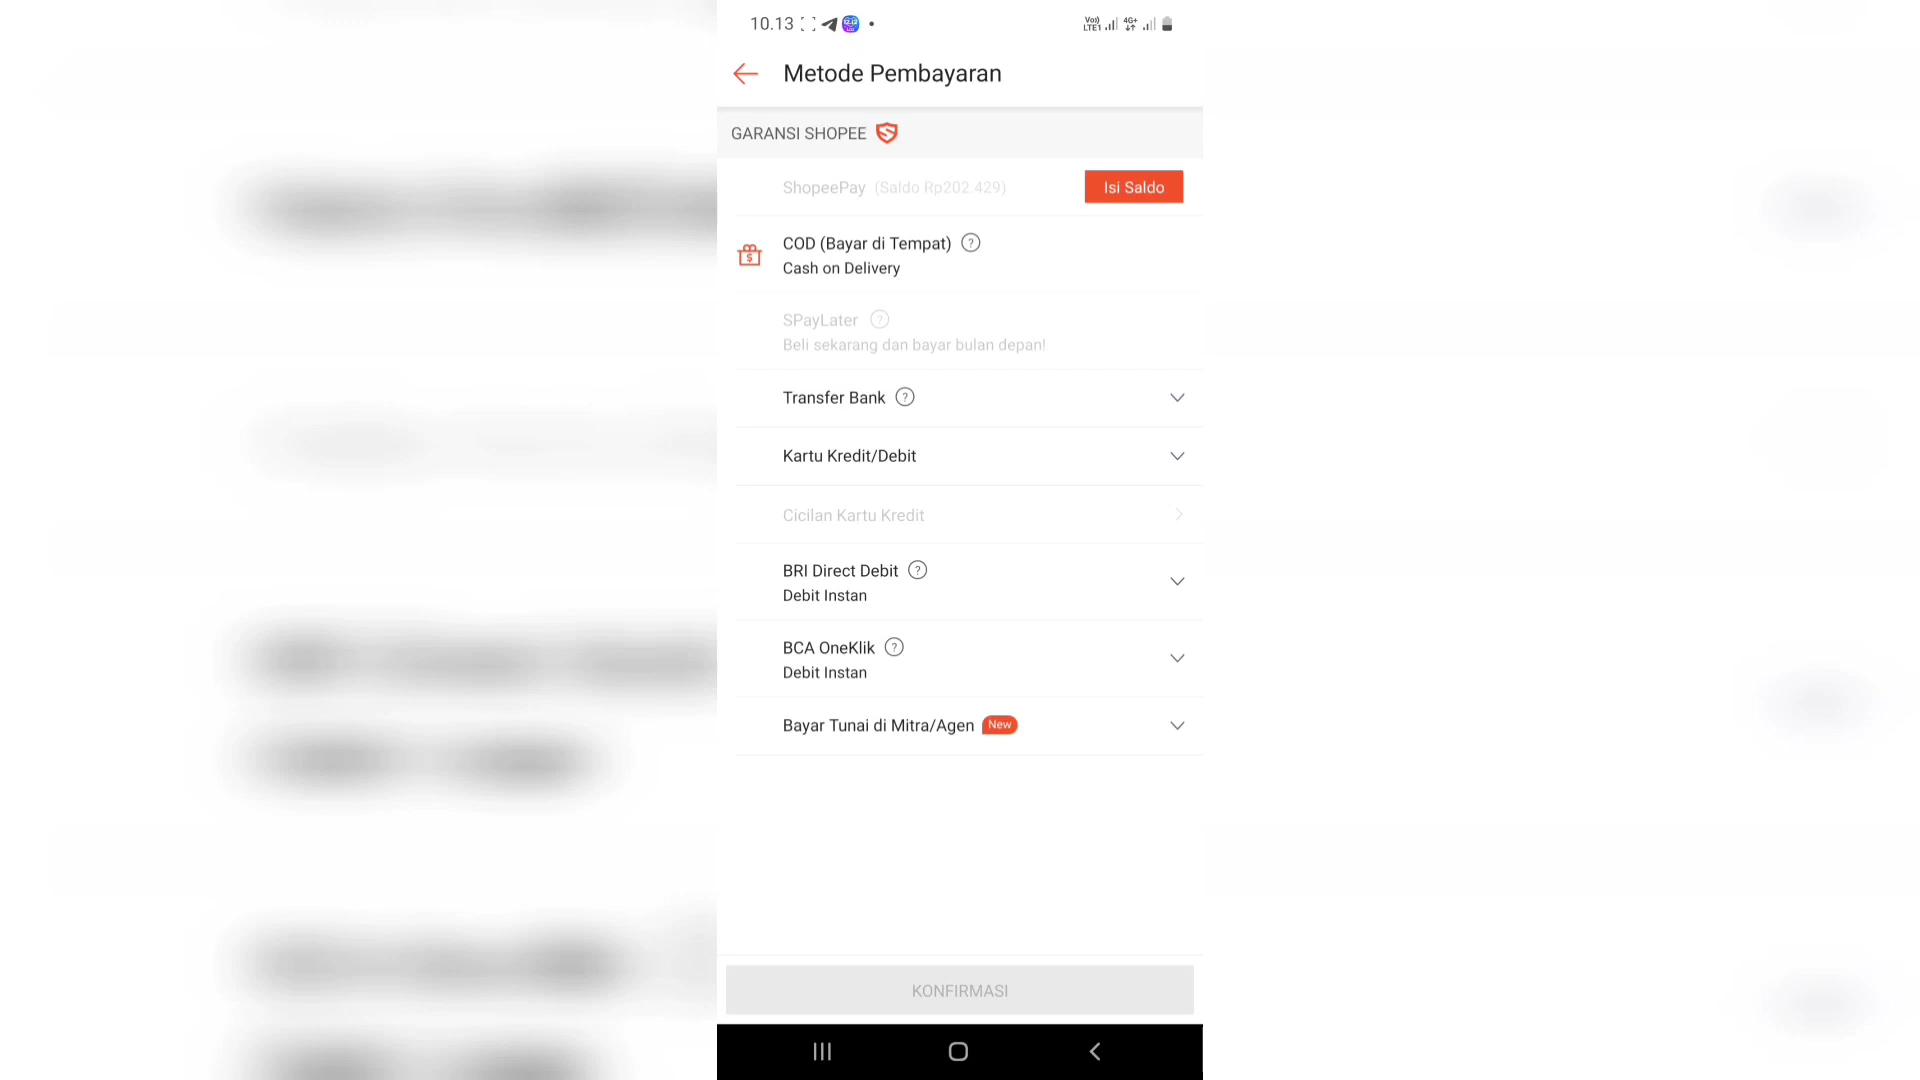 10.13
Metode Pembayaran
GARANSI SHOPEE
ShopeePay (Saldo Rp202.429) Isi Saldo
COD (Bayar di Tempat) ?
Cash on Delivery
SPayLater ?
Beli sekarang dan bayar bulan depan!
Transfer Bank ?
Kartu Kredit/Debit
Cicilan Kartu Kredit
BRI Direct Debit ?
Debit Instan
BCA OneKlik ?
Debit Instan
Bayar Tunai di Mitra/Agen New
KONFIRMASI